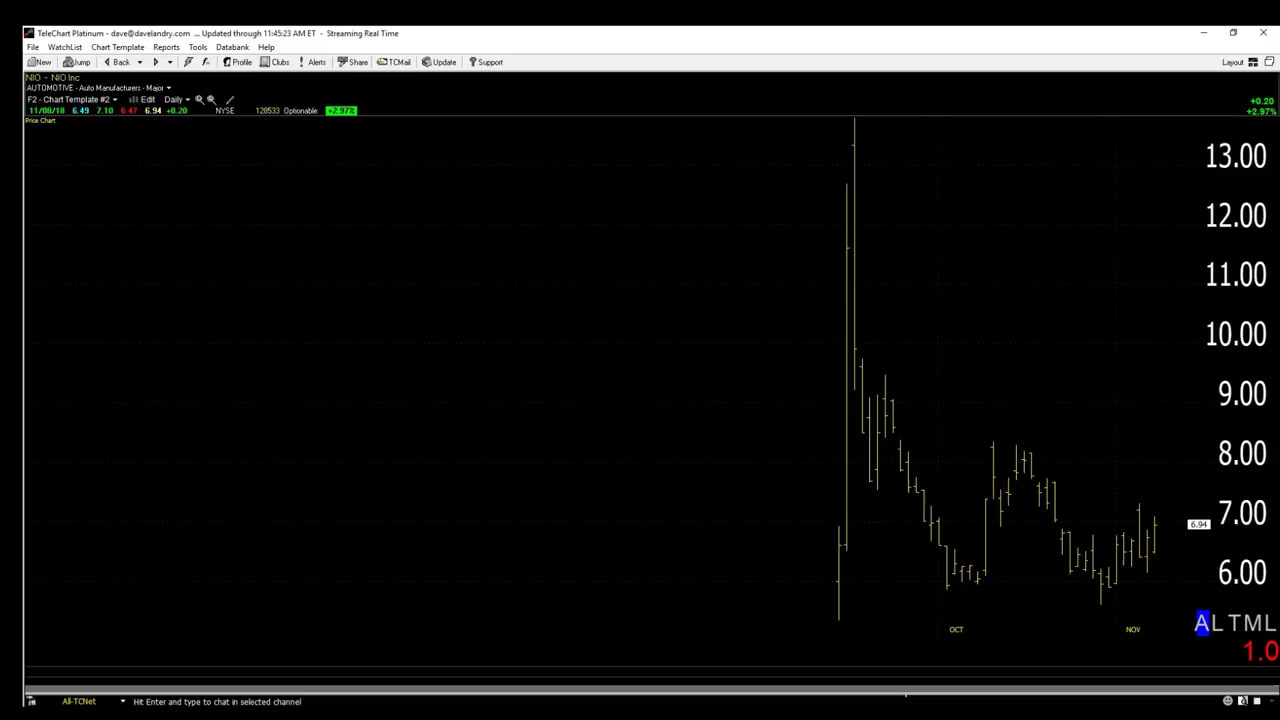 TeleChart Platinum - dave@davelandry.com ... Updated through 11:45:23 AM ET - Streaming Real Time
File WatchList Chart Template Reports Tools Databank Help
New Jump Back Profile Clubs Alerts Share TCMail Update Support Layout
NIO - NIO Inc
AUTOMOTIVE - Auto Manufacturers - Major
F2 - Chart Template #2 Edit Daily
11/08/18 6.49 7.10 6.47 6.94 +0.20 NYSE 128533 Optionable +2.97%
+0.20
+2.97%
Price Chart
13.00
12.00
11.00
10.00
9.00
8.00
7.00
6.94
6.00
ALTML
OCT NOV
1.0
All-TCNet Hit Enter and type to chat in selected channel